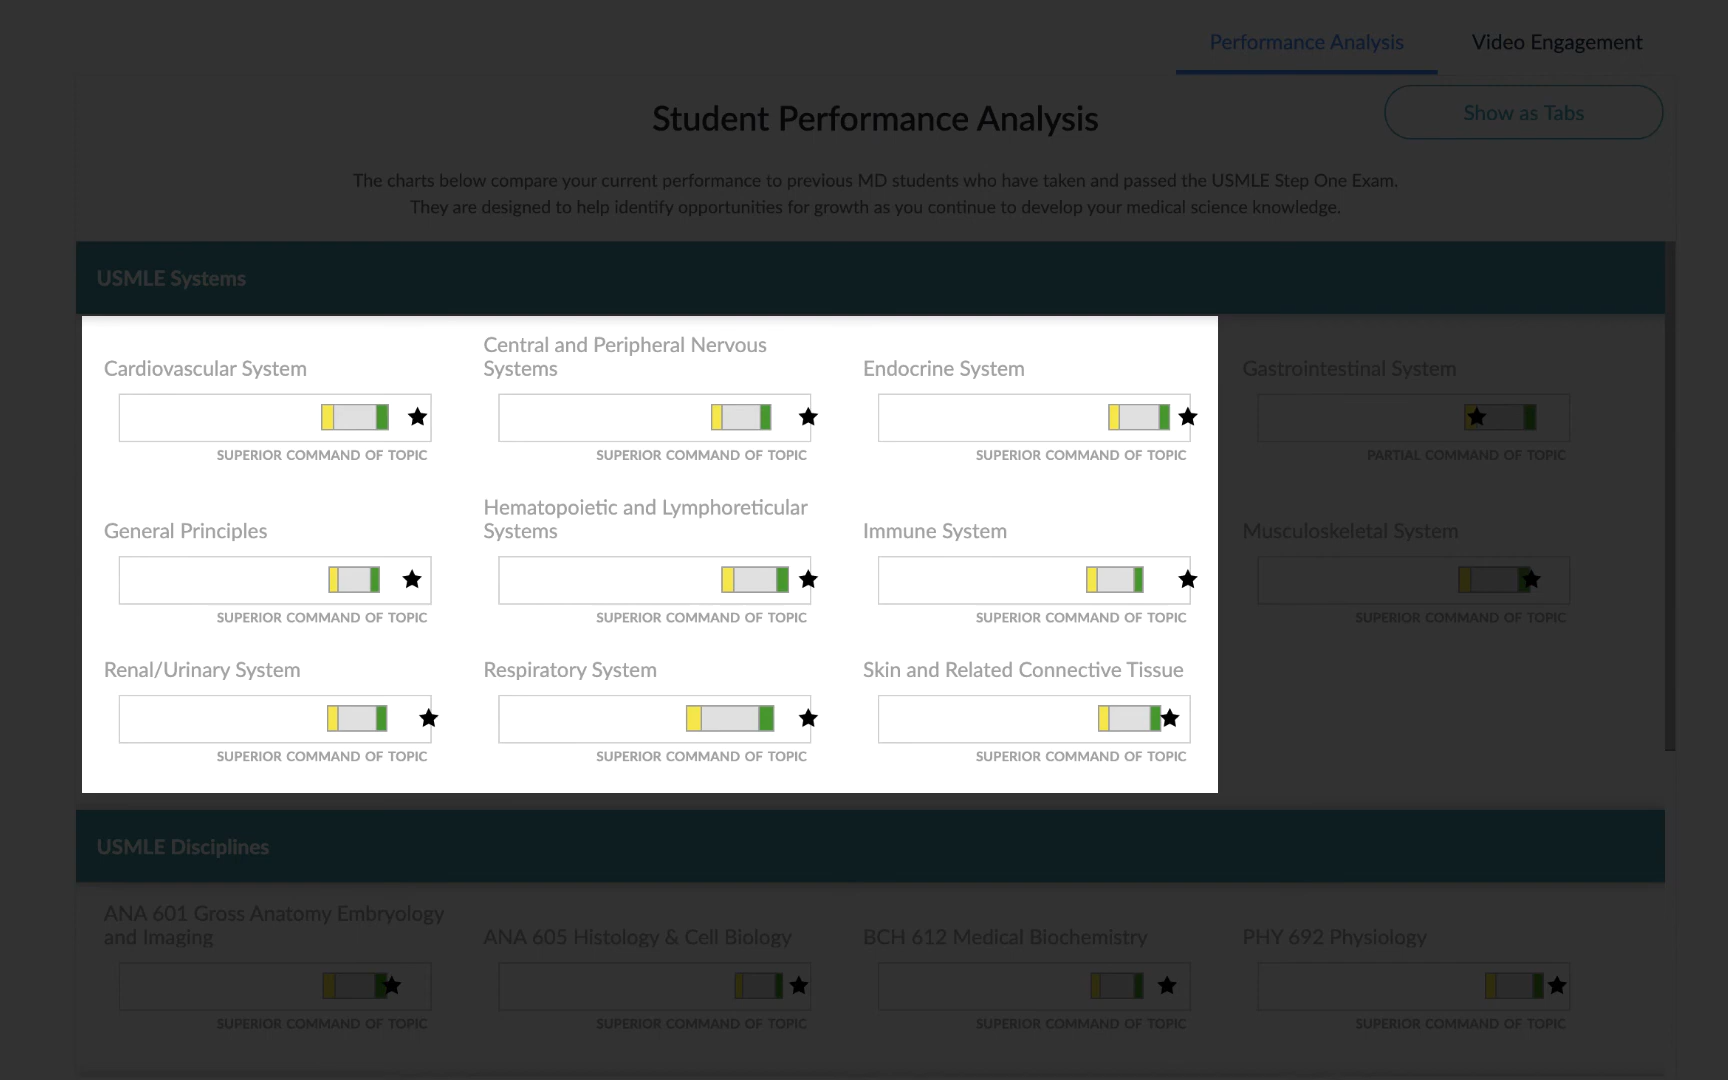 Performance Analysis
Video Engagement
Student Performance Analysis
Show as Tabs
The charts below compare your current performance to previous MD students who have taken and passed the USMLE Step One Exam.
They are designed to help identify opportunities for growth as you continue to develop your medical science knowledge.
USMLE Systems
Cardiovascular System
SUPERIOR COMMAND OF TOPIC
Central and Peripheral Nervous
Systems
SUPERIOR COMMAND OF TOPIC
Endocrine System
SUPERIOR COMMAND OF TOPIC
Gastrointestinal System
PARTIAL COMMAND OF TOPIC
General Principles
SUPERIOR COMMAND OF TOPIC
Hematopoietic and Lymphoreticular
Systems
SUPERIOR COMMAND OF TOPIC
Immune System
SUPERIOR COMMAND OF TOPIC
Musculoskeletal System
SUPERIOR COMMAND OF TOPIC
Renal/Urinary System
SUPERIOR COMMAND OF TOPIC
Respiratory System
SUPERIOR COMMAND OF TOPIC
Skin and Related Connective Tissue
SUPERIOR COMMAND OF TOPIC
USMLE Disciplines
ANA 601 Gross Anatomy Embryology
and Imaging
SUPERIOR COMMAND OF TOPIC
ANA 605 Histology & Cell Biology
SUPERIOR COMMAND OF TOPIC
BCH 612 Medical Biochemistry
SUPERIOR COMMAND OF TOPIC
PHY 692 Physiology
SUPERIOR COMMAND OF TOPIC